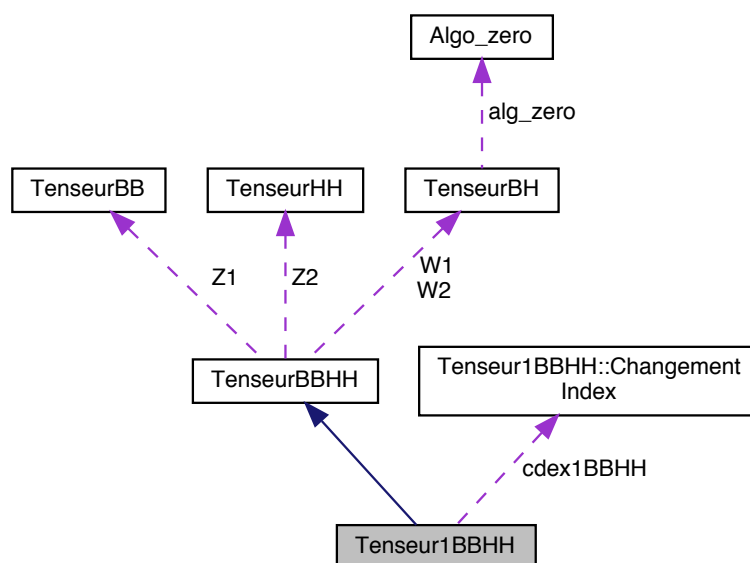 Algo_zero
alg_zero
TenseurBB
TenseurHH
TenseurBH
Z1
Z2
W1
W2
TenseurBBHH
Tenseur1BBHH::Changement
Index
cdex1BBHH
Tenseur1BBHH